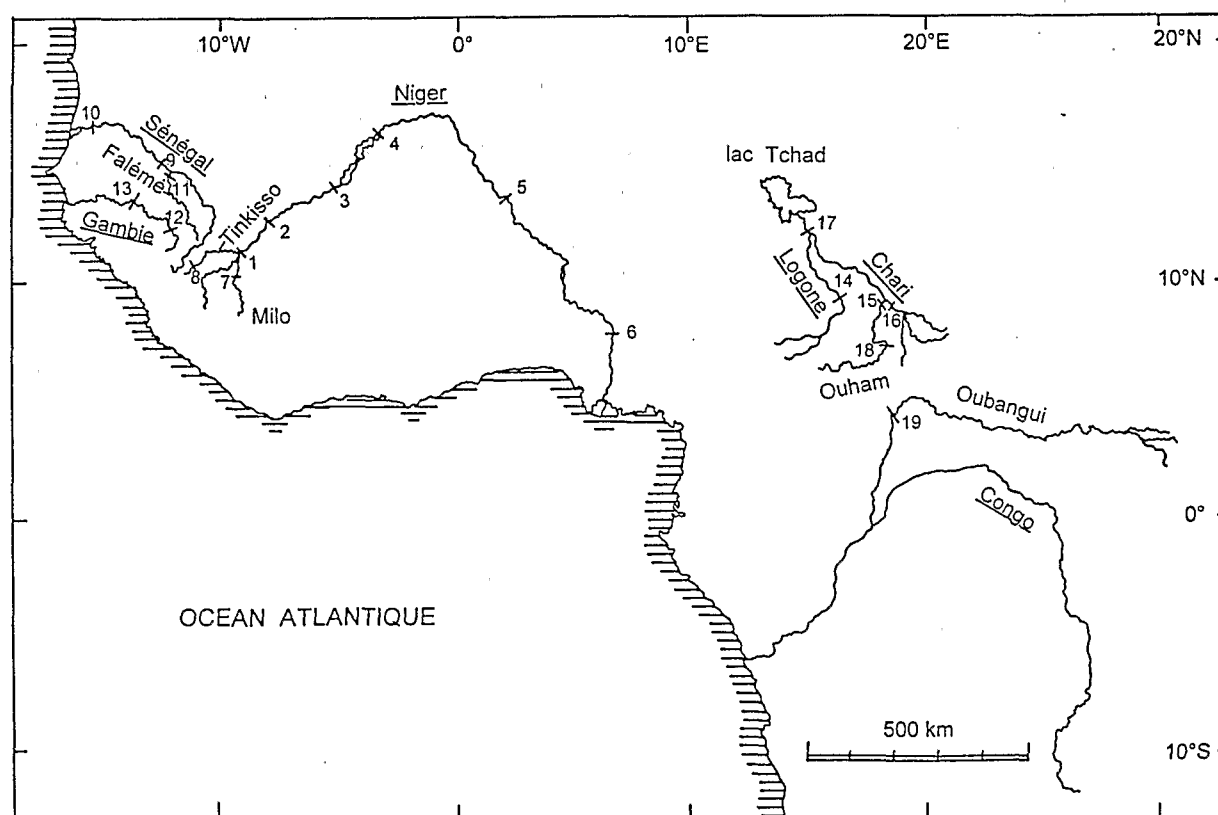 10°W
0°
10°E
20°E
20°N
Niger
10
Sénégal
4
9
lac Tchad
Falémé
11
13
3
5
Tinkisso
12
Gambie
2
17
1
8
7
Logone
14
Chari
10°N
15
16
Milo
6
18
Ouham
Oubangui
19
Congo
0°
OCEAN ATLANTIQUE
500 km
10°S